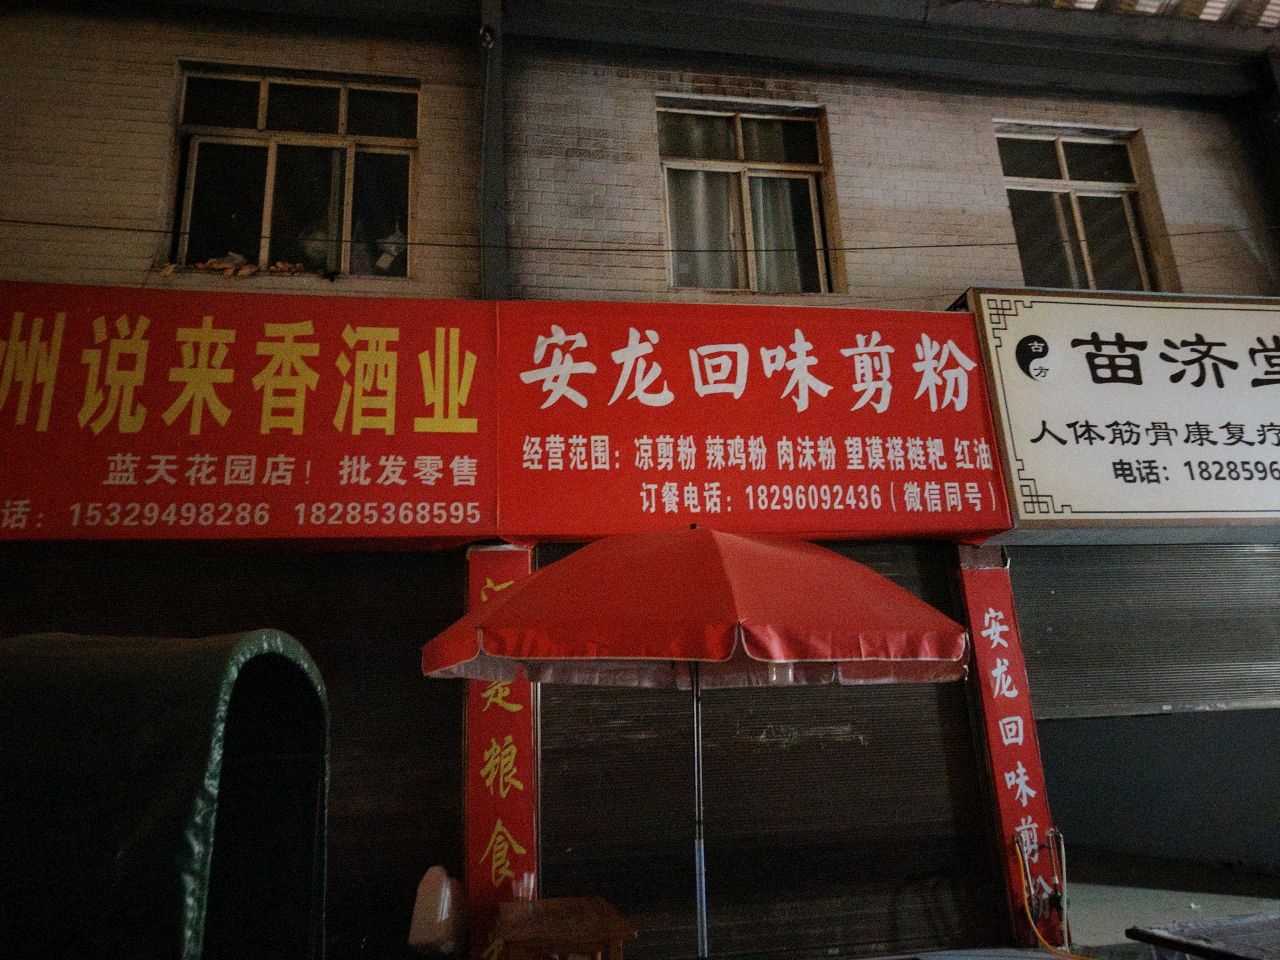 州说来香酒业
蓝天花园店！ 批发零售
话：15329498286 18285368595
安龙回味剪粉
经营范围：凉剪粉 辣鸡粉 肉沫粉 望谟褡裢粑 红油
订餐电话：18296092436（微信同号）
古方
苗济堂
人体筋骨康复疗
电话：1828596
是粮食
安龙回味剪粉